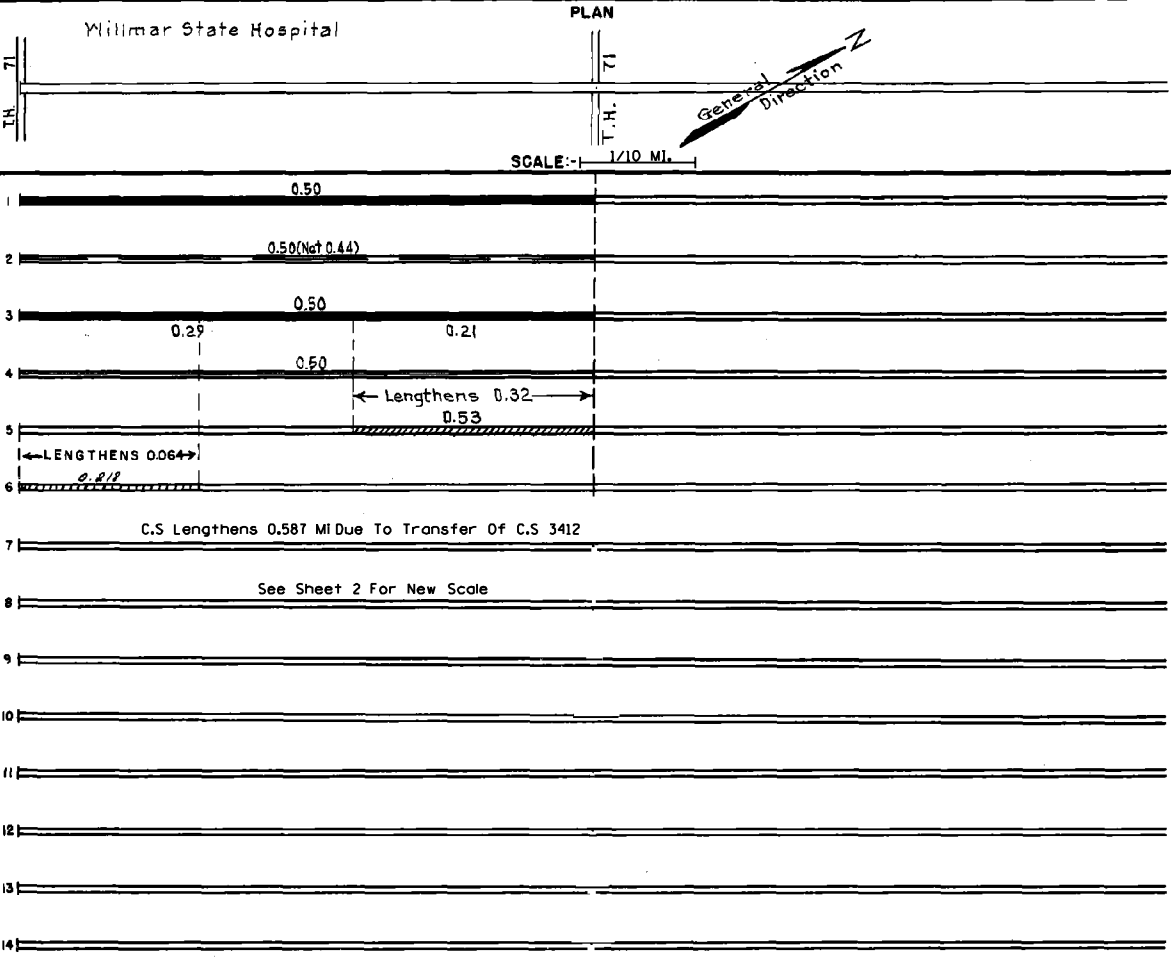 PLAN
Willmar State Hospital
T.H. 71
T.H. 71
General Direction N
SCALE:- 1/10 MI.
0.50
1
0.50(Net 0.44)
2
0.50
3
0.29 0.21
0.50
4
Lengthens 0.32
0.53
5
LENGTHENS 0.064
0.218
6
C.S Lengthens 0.587 Mi Due To Transfer Of C.S 3412
7
See Sheet 2 For New Scale
8
9
10
11
12
13
14